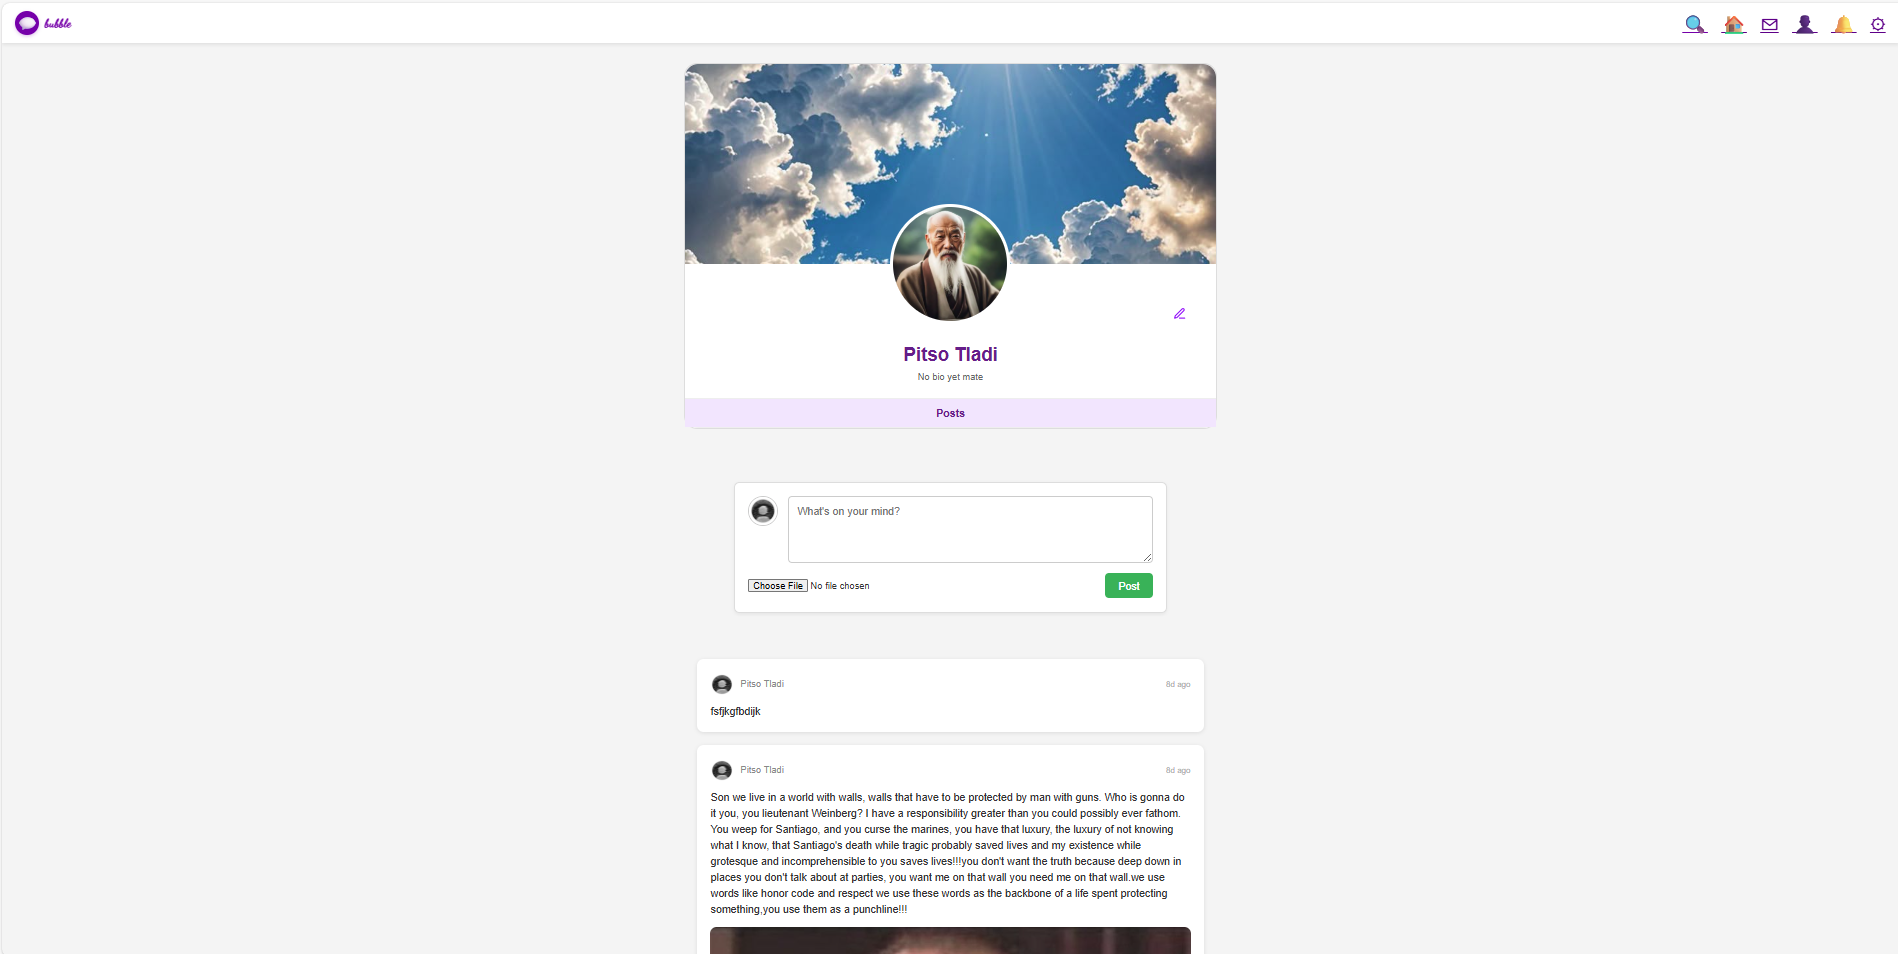 bubble
Pitso Tladi
No bio yet mate
Posts
What's on your mind?
Choose File No file chosen
Post
Pitso Tladi
8d ago
fsfjkgfbdijk
Pitso Tladi
8d ago
Son we live in a world with walls, walls that have to be protected by man with guns. Who is gonna do
it you, you lieutenant Weinberg? I have a responsibility greater than you could possibly ever fathom.
You weep for Santiago, and you curse the marines, you have that luxury, the luxury of not knowing
what I know, that Santiago's death while tragic probably saved lives and my existence while
grotesque and incomprehensible to you saves lives!!!you don't want the truth because deep down in
places you don't talk about at parties, you want me on that wall you need me on that wall.we use
words like honor code and respect we use these words as the backbone of a life spent protecting
something,you use them as a punchline!!!